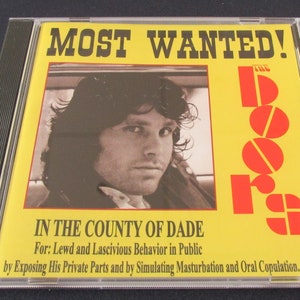 MOST WANTED!
THE
doors
IN THE COUNTY OF DADE
For: Lewd and Lascivious Behavior in Public
by Exposing His Private Parts and by Simulating Masturbation and Oral Copulation.